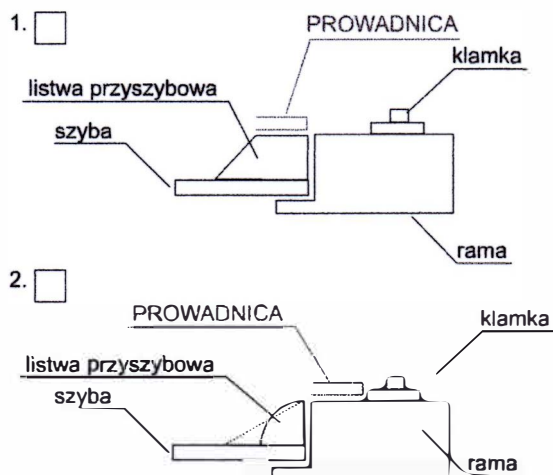 1.
PROWADNICA
klamka
listwa przyszybowa
szyba
rama
2.
PROWADNICA
klamka
listwa przyszybowa
szyba
rama